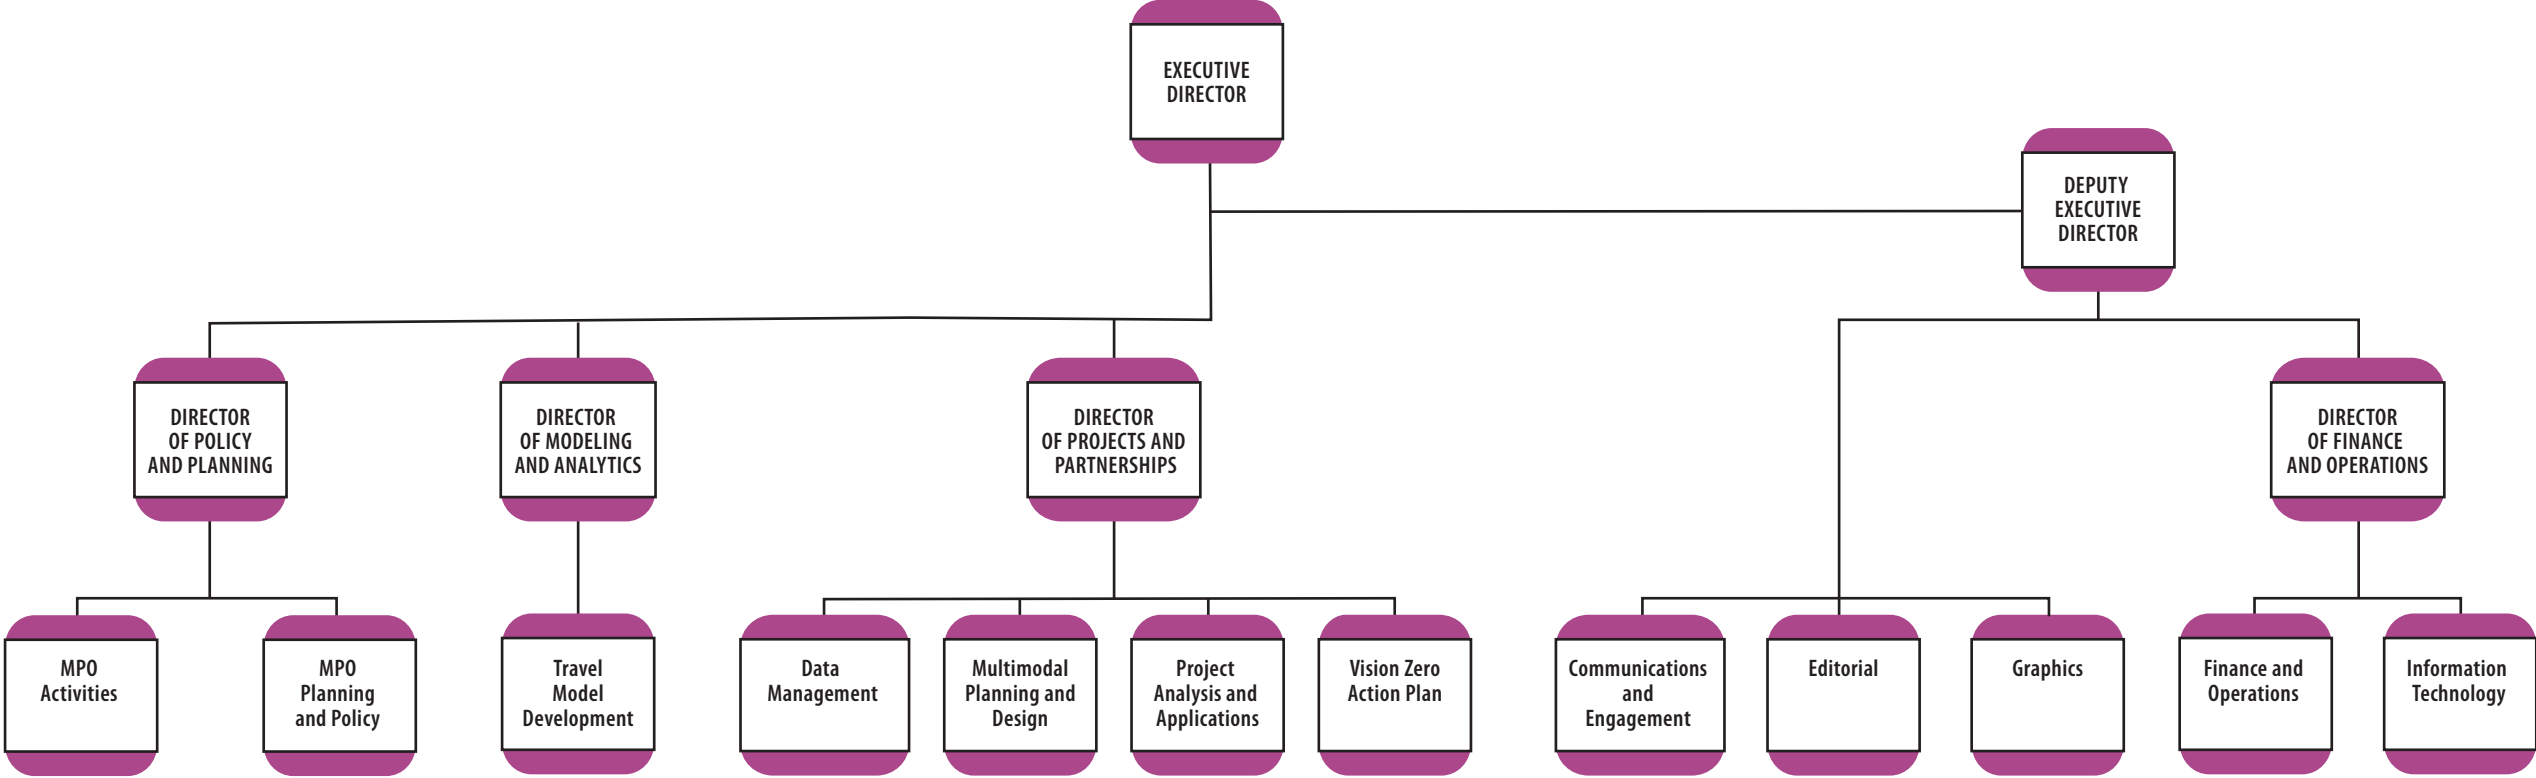 EXECUTIVE
DIRECTOR
DEPUTY
EXECUTIVE
DIRECTOR
DIRECTOR
OF POLICY
AND PLANNING
DIRECTOR
OF MODELING
AND ANALYTICS
DIRECTOR
OF PROJECTS AND
PARTNERSHIPS
DIRECTOR
OF FINANCE
AND OPERATIONS
MPO
Activities
MPO
Planning
and Policy
Travel
Model
Development
Data
Management
Multimodal
Planning and
Design
Project
Analysis and
Applications
Vision Zero
Action Plan
Communications
and
Engagement
Editorial
Graphics
Finance and
Operations
Information
Technology